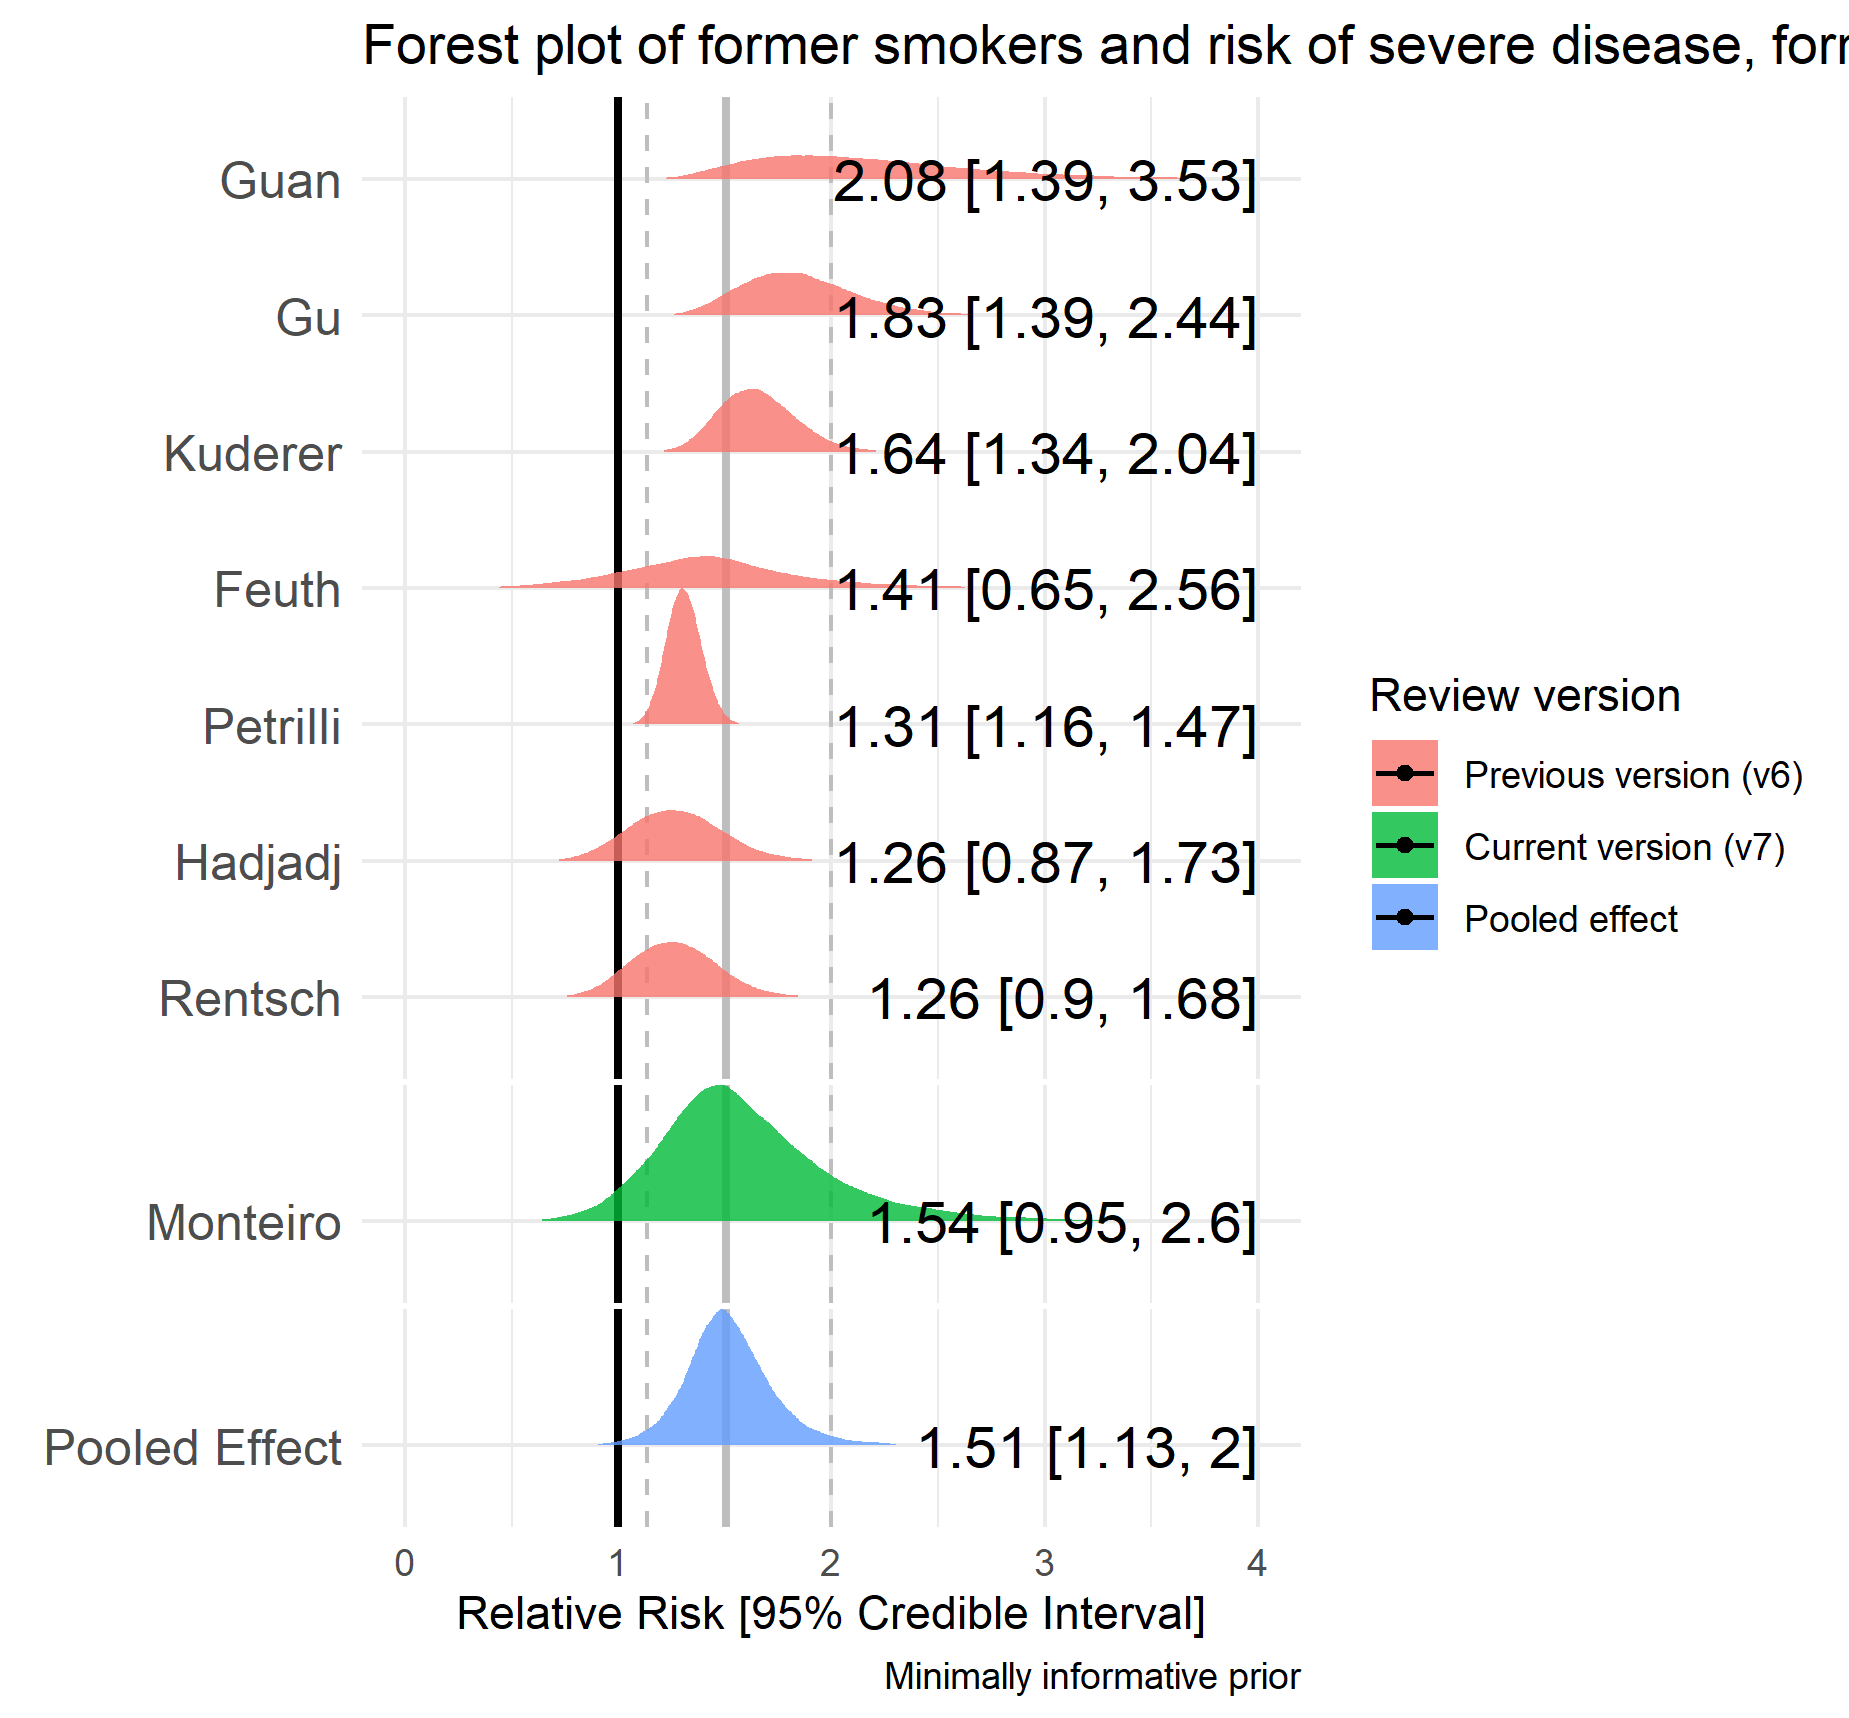 Forest plot of former smokers and risk of severe disease,
Guan 2.08 [1.39, 3.53]
Gu 1.83 [1.39, 2.44]
Kuderer 1.64 [1.34, 2.04]
Feuth 1.41 [0.65, 2.56]
Petrilli 1.31 [1.16, 1.47]
Hadjadj 1.26 [0.87, 1.73]
Rentsch 1.26 [0.9, 1.68]
Monteiro 1.54 [0.95, 2.6]
Pooled Effect 1.51 [1.13, 2]
0 1 2 3 4
Relative Risk [95% Credible Interval]
Minimally informative prior
Review version
Previous version (v6)
Current version (v7)
Pooled effect